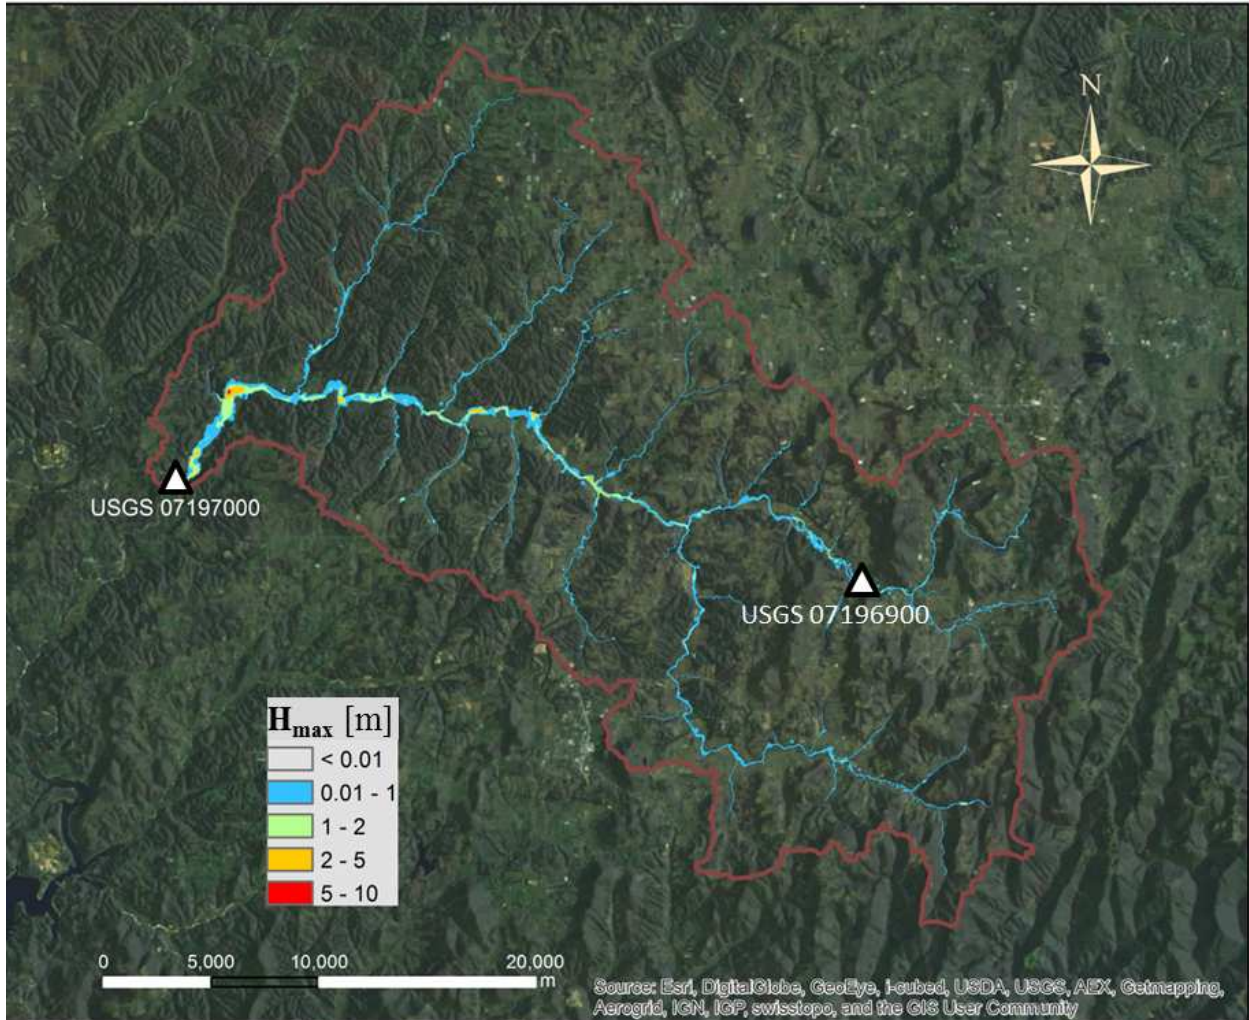 N
USGS 07197000
USGS 07196900
Hmax [m]
< 0.01
0.01 - 1
1 - 2
2 - 5
5 - 10
0 5,000 10,000 20,000
m
Source: Esri, DigitalGlobe, GeoEye, i-cubed, USDA, USGS, AEX, Getmapping,
Aerogrid, IGN, IGP, swisstopo, and the GIS User Community